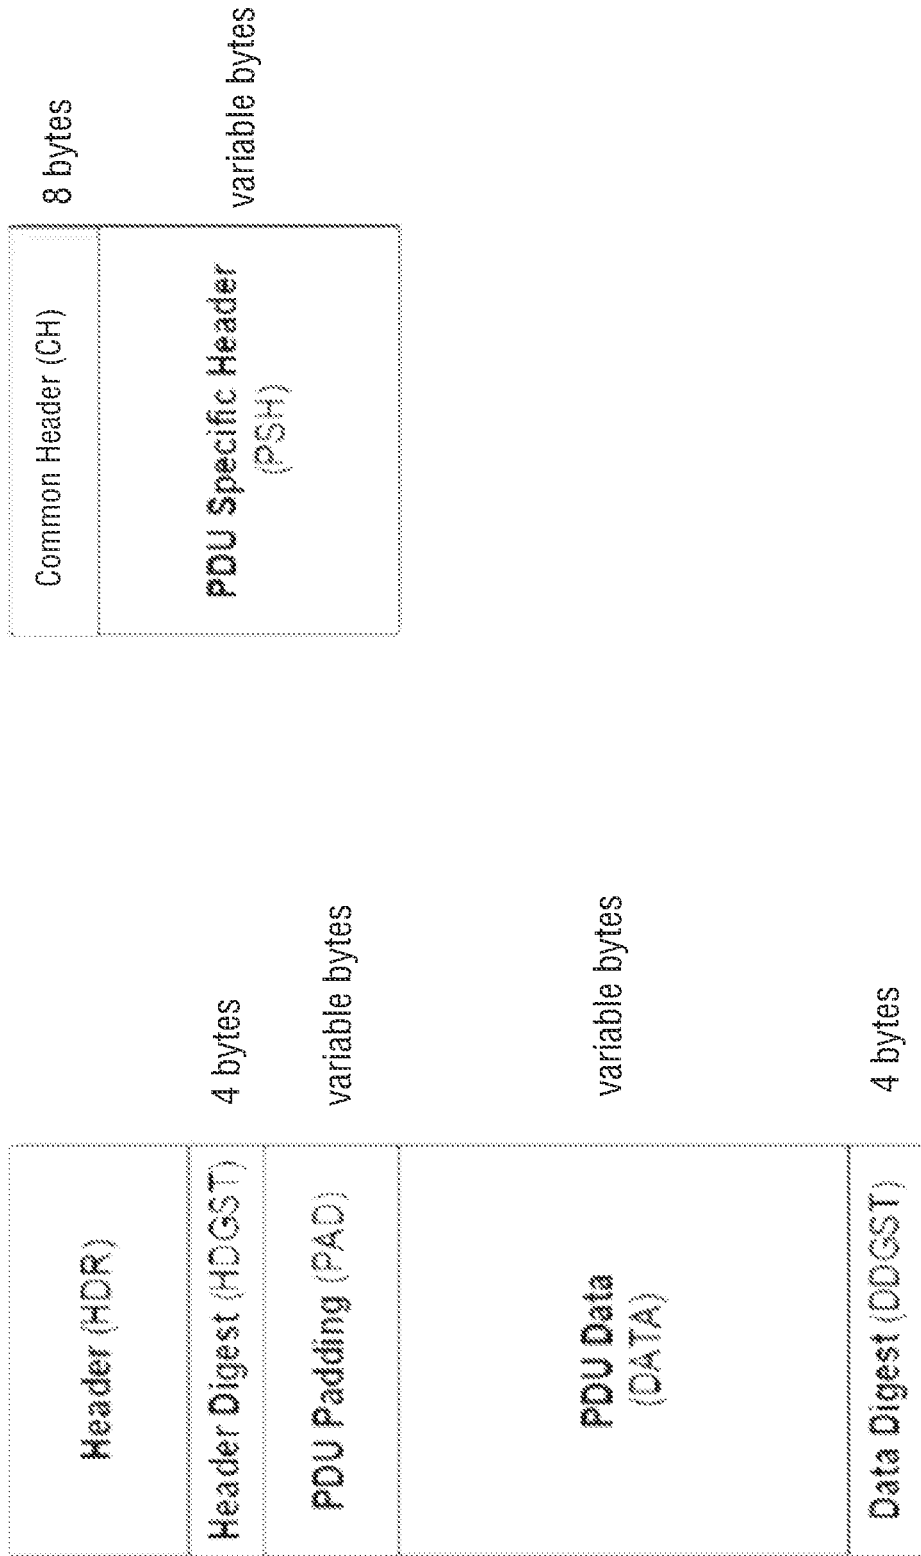 Header (HDR)
Header Digest (HDGST)
4 bytes
PDU Padding (PAD)
variable bytes
PDU Data
(DATA)
variable bytes
Data Digest (DDGST)
4 bytes
Common Header (CH)
8 bytes
PDU Specific Header
(PSH)
variable bytes